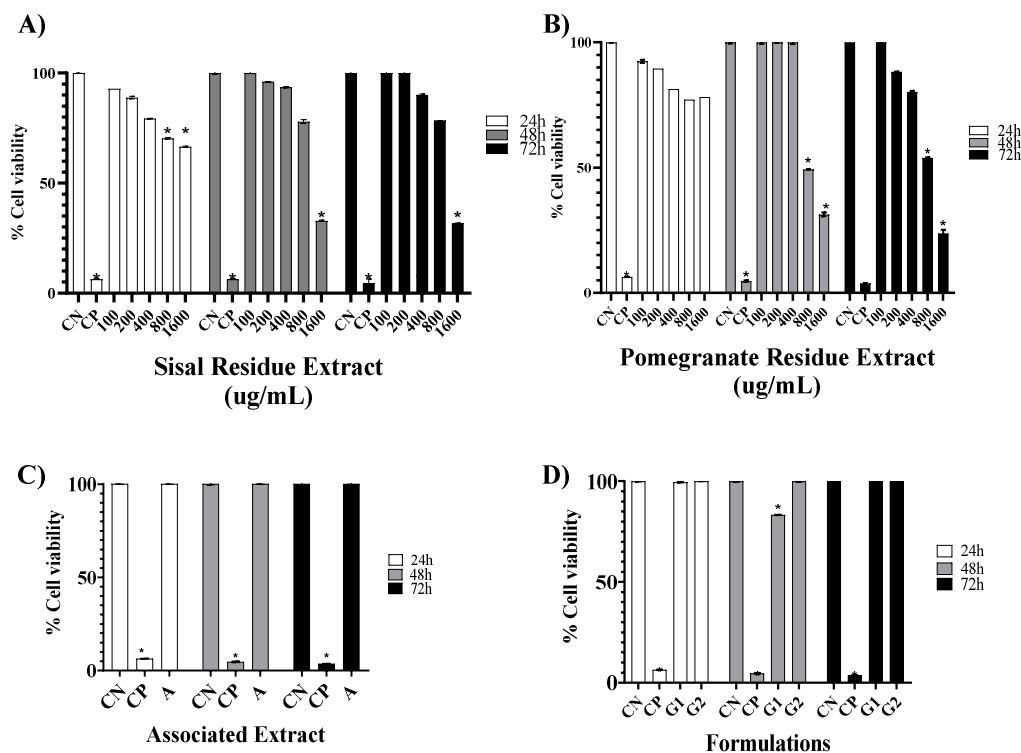 A)
% Cell viability
100
50
0
CN CP 100 200 400 800 1600 CN CP 100 200 400 800 1600 CN CP 100 200 400 800 1600
* * * * * * *
24h
48h
72h
Sisal Residue Extract
(ug/mL)
B)
% Cell viability
100
50
0
CN CP 100 200 400 800 1600 CN CP 100 200 400 800 1600 CN CP 100 200 400 800 1600
* * * * * *
24h
48h
72h
Pomegranate Residue Extract
(ug/mL)
C)
% Cell viability
100
50
0
CN CP A CN CP A CN CP A
* * *
24h
48h
72h
Associated Extract
D)
% Cell viability
100
50
0
CN CP G1 G2 CN CP G1 G2 CN CP G1 G2
* * * *
24h
48h
72h
Formulations